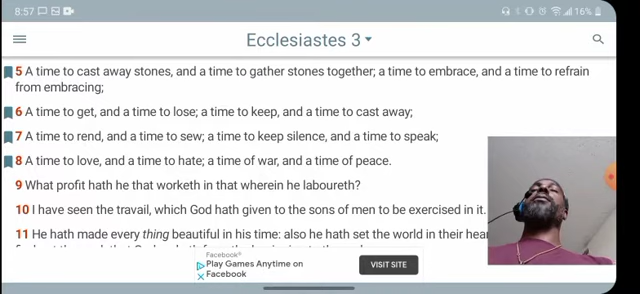 8:57 16%
Ecclesiastes 3
5 A time to cast away stones, and a time to gather stones together; a time to embrace, and a time to refrain
from embracing;
6 A time to get, and a time to lose; a time to keep, and a time to cast away;
7 A time to rend, and a time to sew; a time to keep silence, and a time to speak;
8 A time to love, and a time to hate; a time of war, and a time of peace.
9 What profit hath he that worketh in that wherein he laboureth?
10 I have seen the travail, which God hath given to the sons of men to be exercised in it.
11 He hath made every thing beautiful in his time: also he hath set the world in their hear
Facebook®
Play Games Anytime on
Facebook
VISIT SITE